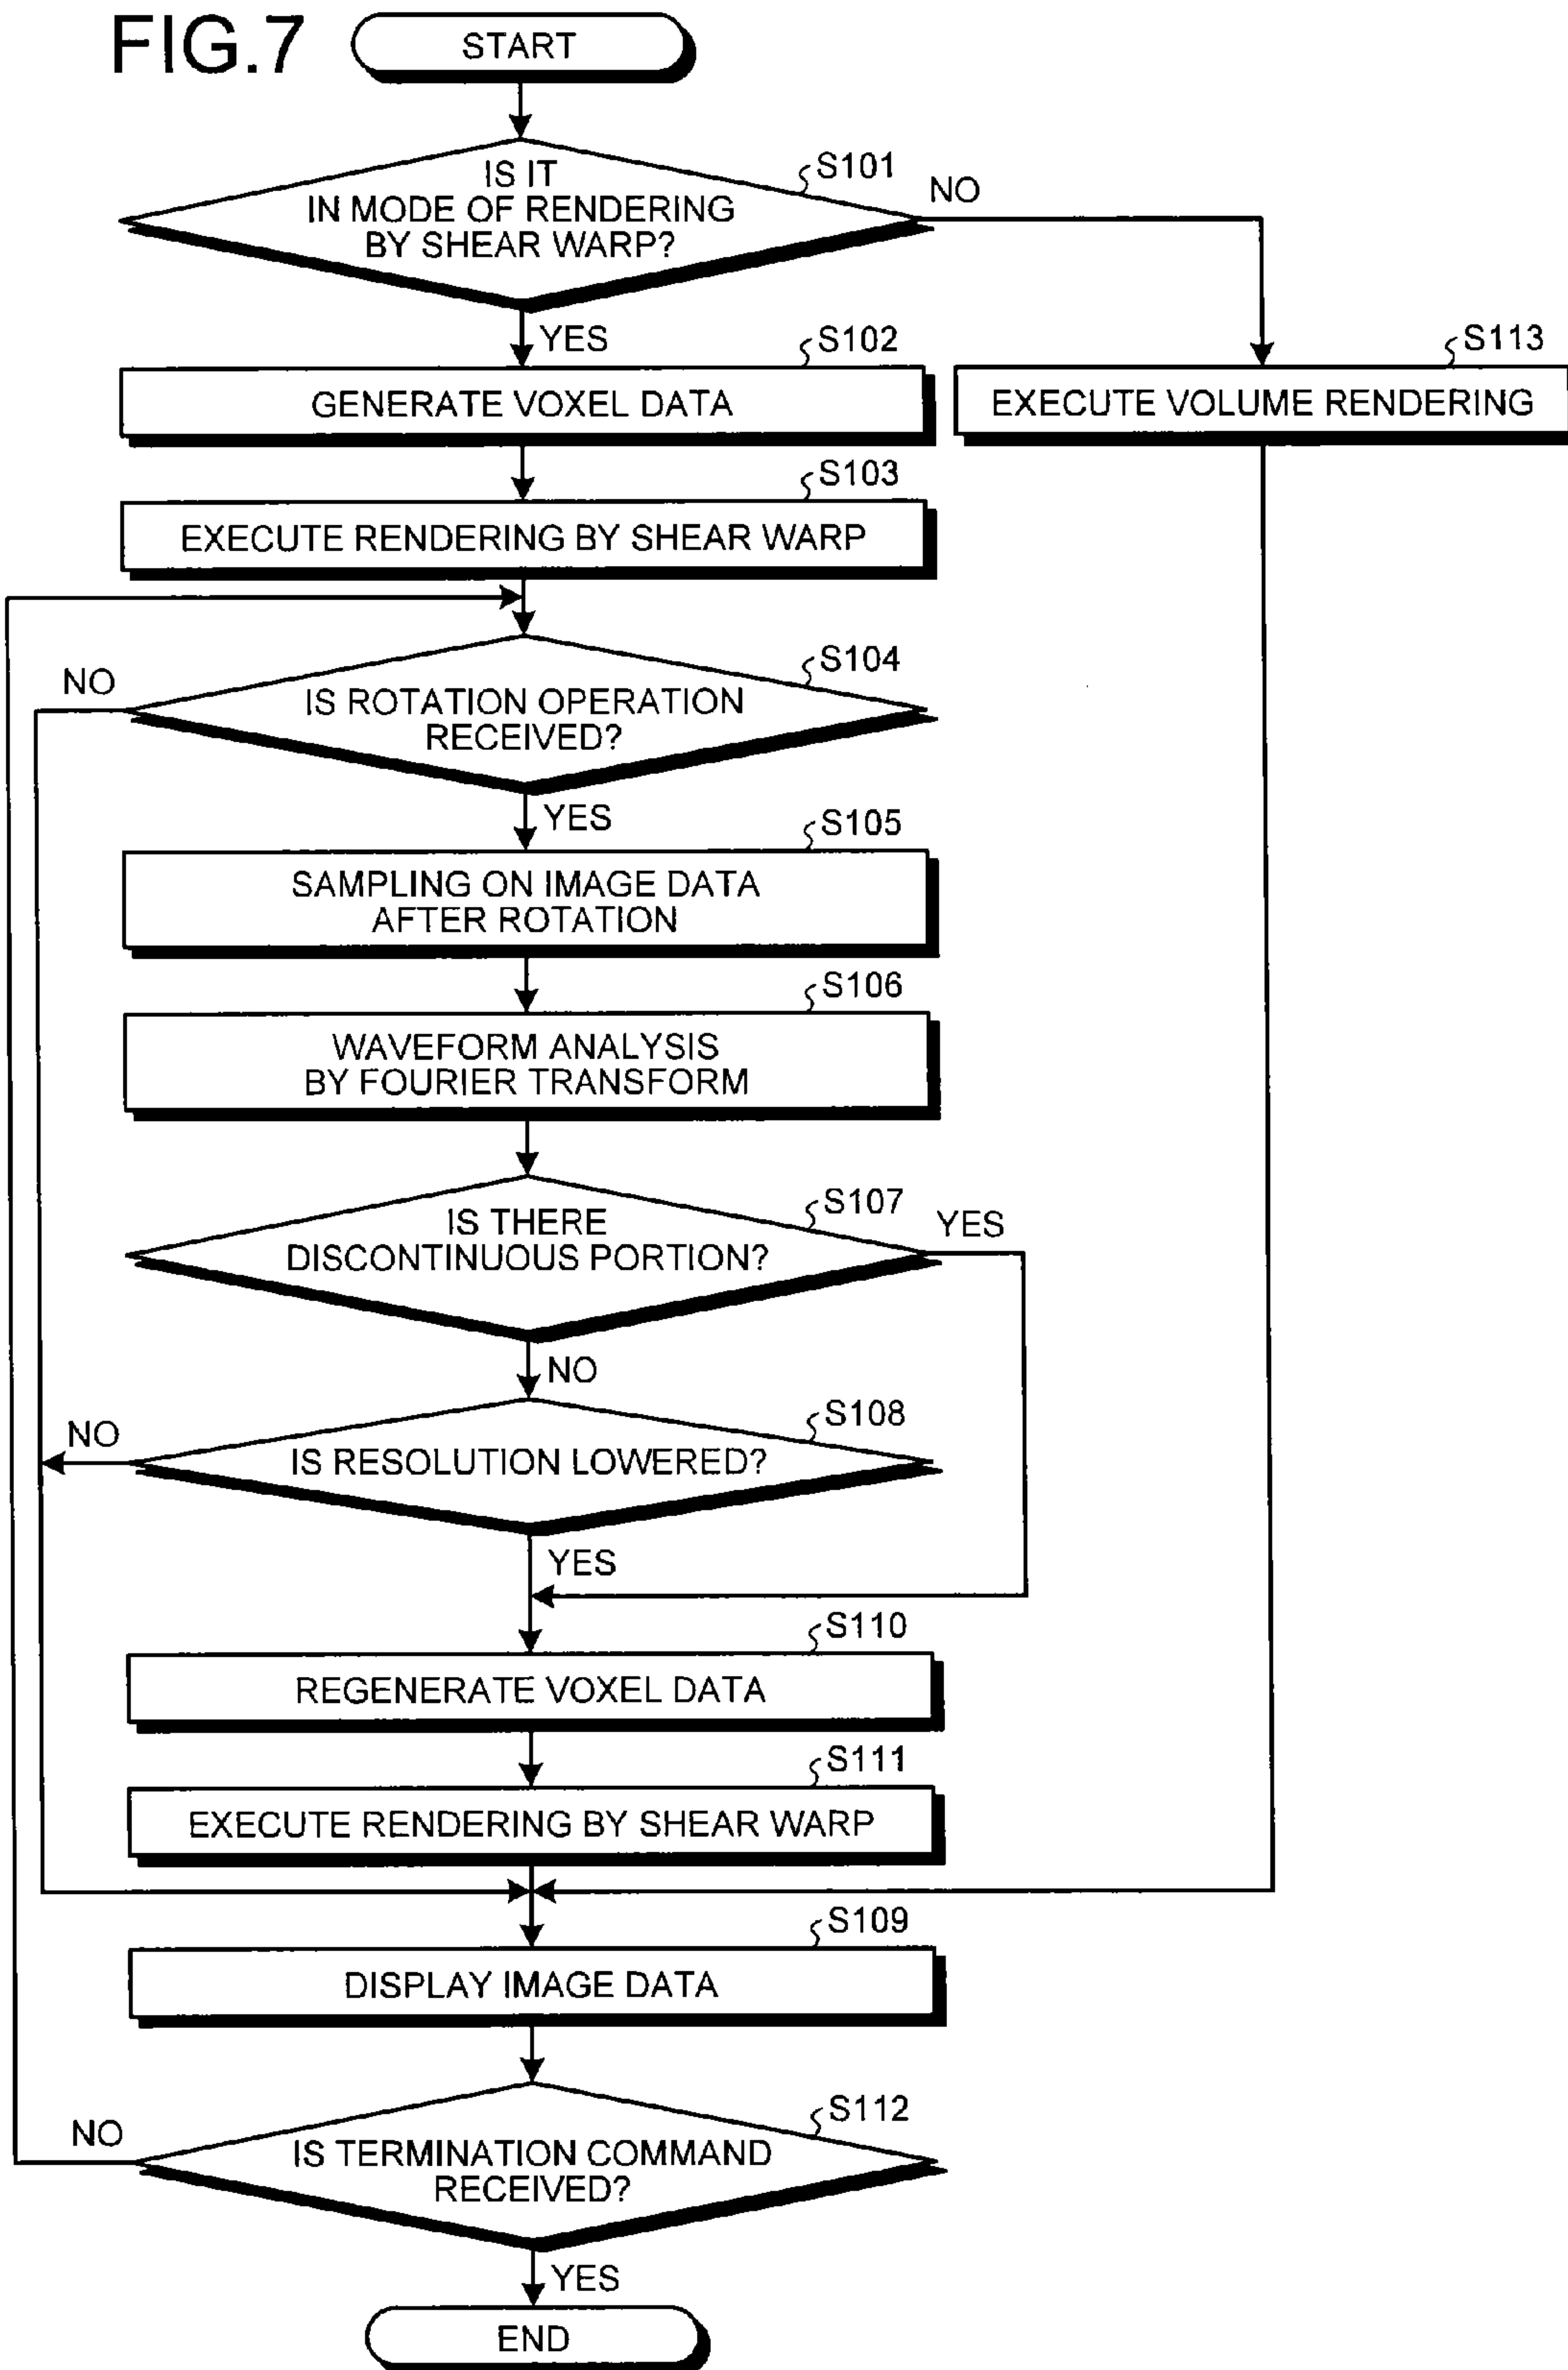 FIG.7
START
S101
IS IT
IN MODE OF RENDERING
BY SHEAR WARP?
NO
YES
S102
GENERATE VOXEL DATA
S113
EXECUTE VOLUME RENDERING
S103
EXECUTE RENDERING BY SHEAR WARP
S104
NO
IS ROTATION OPERATION
RECEIVED?
YES
S105
SAMPLING ON IMAGE DATA
AFTER ROTATION
S106
WAVEFORM ANALYSIS
BY FOURIER TRANSFORM
S107
IS THERE
DISCONTINUOUS PORTION?
YES
NO
S108
NO
IS RESOLUTION LOWERED?
YES
S110
REGENERATE VOXEL DATA
S111
EXECUTE RENDERING BY SHEAR WARP
S109
DISPLAY IMAGE DATA
S112
NO
IS TERMINATION COMMAND
RECEIVED?
YES
END